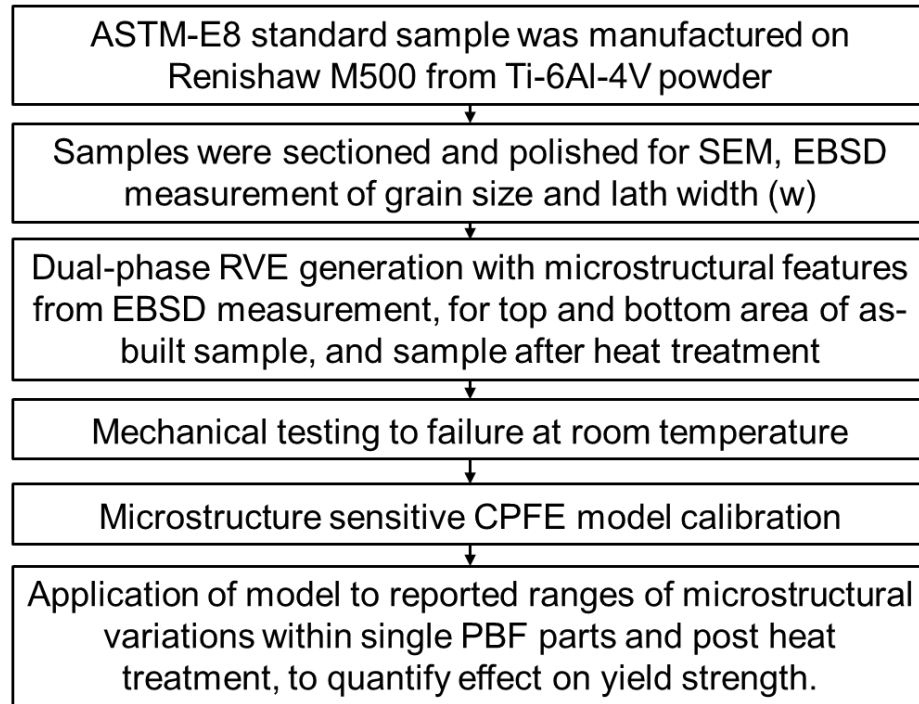 ASTM-E8 standard sample was manufactured on
Renishaw M500 from Ti-6Al-4V powder
Samples were sectioned and polished for SEM, EBSD
measurement of grain size and lath width (w)
Dual-phase RVE generation with microstructural features
from EBSD measurement, for top and bottom area of as-
built sample, and sample after heat treatment
Mechanical testing to failure at room temperature
Microstructure sensitive CPFE model calibration
Application of model to reported ranges of microstructural
variations within single PBF parts and post heat
treatment, to quantify effect on yield strength.